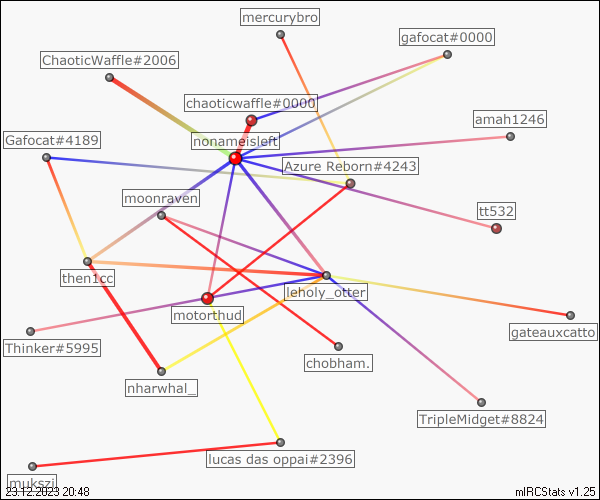 mercurybro
gafocat#0000
ChaoticWaffle#2006
chaoticwaffle#0000
amah1246
Gafocat#4189
nonameisleft
Azure Reborn#4243
moonraven
tt532
then1cc
leholy_otter
motorthud
gateauxcatto
Thinker#5995
chobham.
nharwhal_
TripleMidget#8824
lucas das oppai#2396
mukszi
23.12.2023 20:48
mIRCStats v1.25